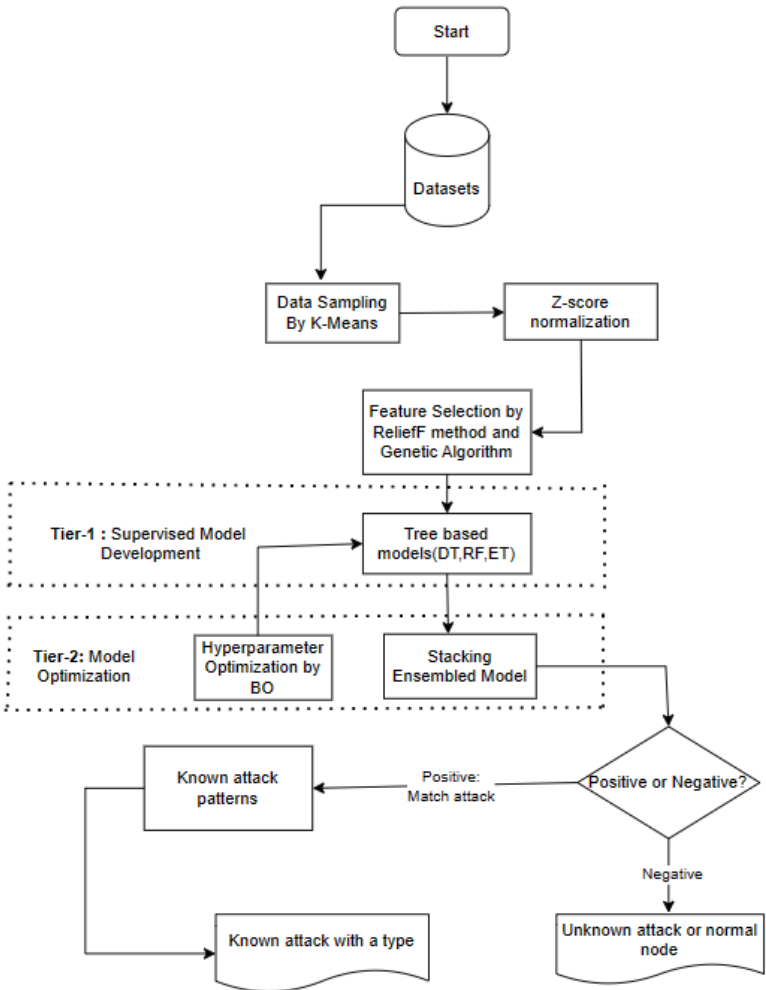 Start
Datasets
Data Sampling
By K-Means
Z-score
normalization
Feature Selection by
ReliefF method and
Genetic Algorithm
Tier-1 : Supervised Model
Development
Tree based
models(DT,RF,ET)
Tier-2: Model
Optimization
Hyperparameter
Optimization by
BO
Stacking
Ensembled Model
Positive or Negative?
Positive:
Match attack
Known attack
patterns
Negative
Known attack with a type
Unknown attack or normal
node